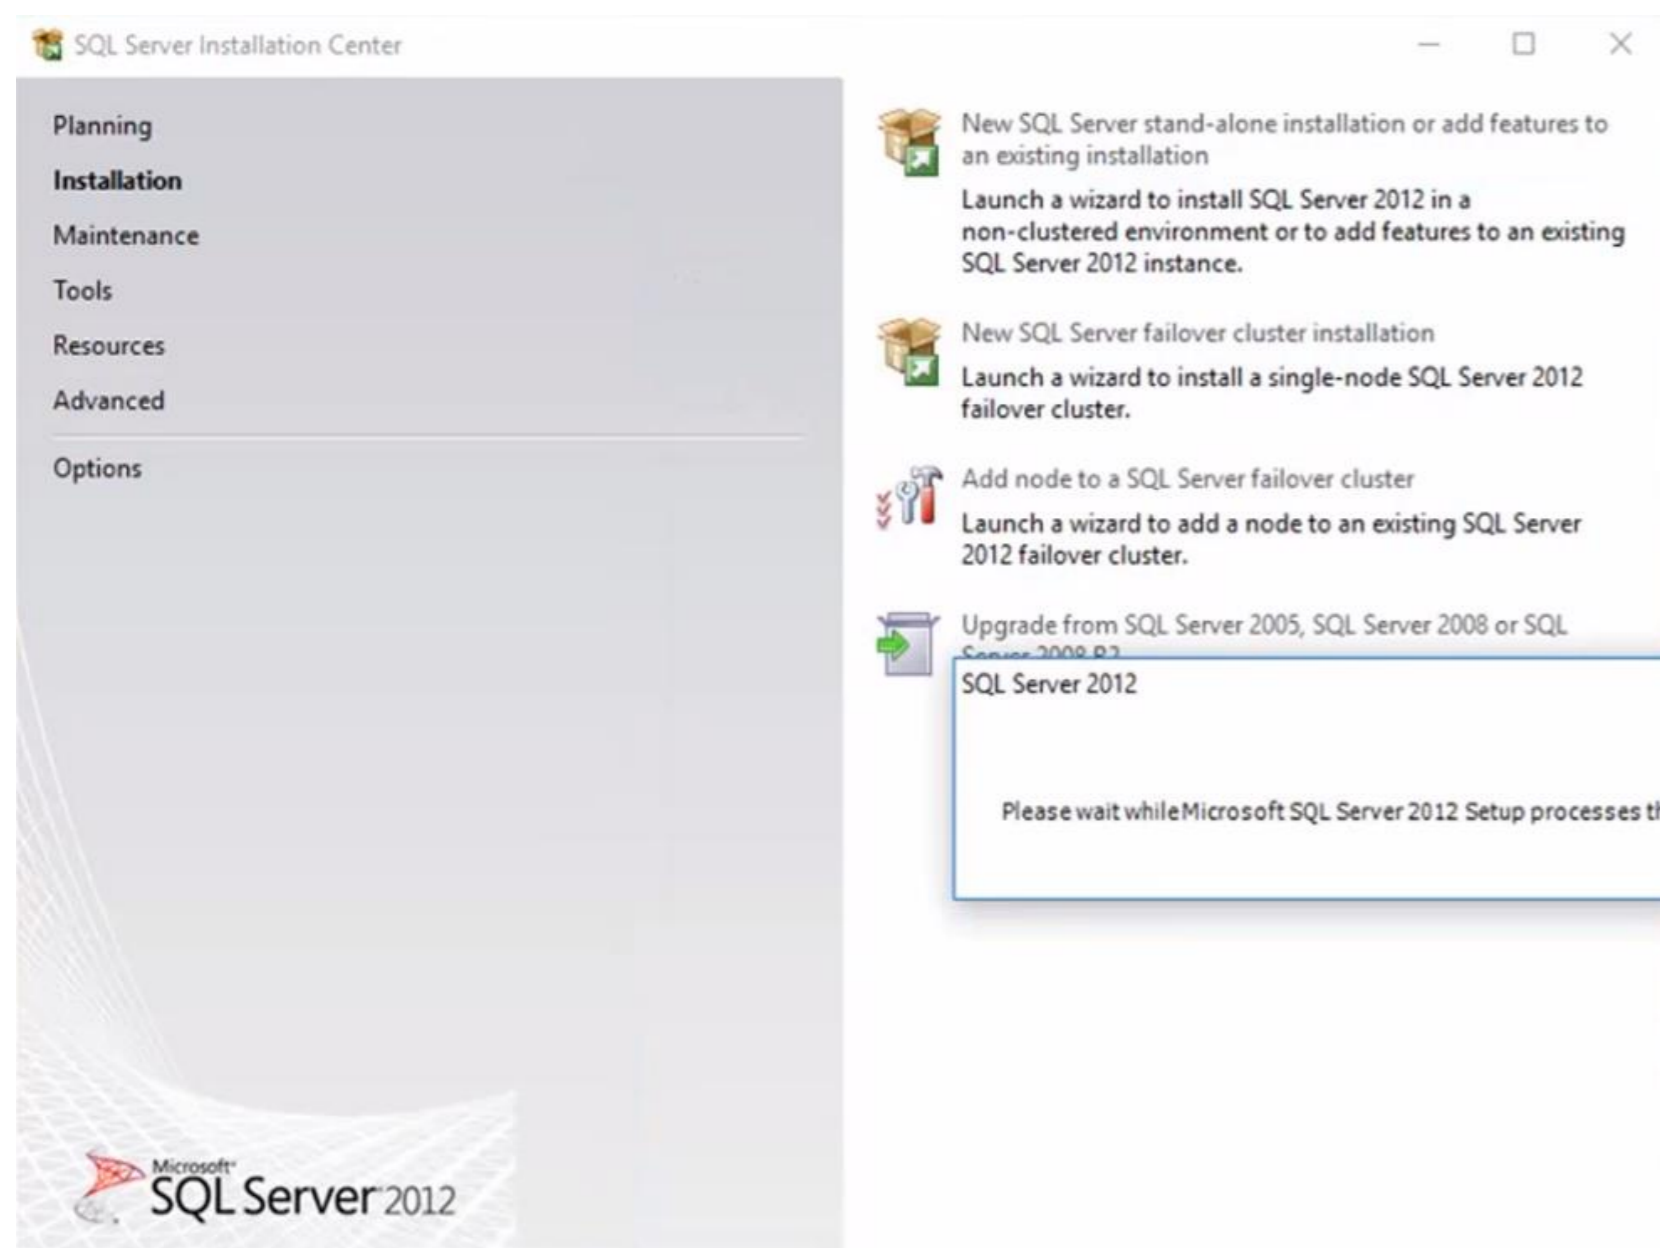 SQL Server Installation Center
Planning
Installation
Maintenance
Tools
Resources
Advanced
Options
New SQL Server stand-alone installation or add features to
an existing installation
Launch a wizard to install SQL Server 2012 in a
non-clustered environment or to add features to an existing
SQL Server 2012 instance.
New SQL Server failover cluster installation
Launch a wizard to install a single-node SQL Server 2012
failover cluster.
Add node to a SQL Server failover cluster
Launch a wizard to add a node to an existing SQL Server
2012 failover cluster.
Upgrade from SQL Server 2005, SQL Server 2008 or SQL
Server 2008 R2
SQL Server 2012
Please wait while Microsoft SQL Server 2012 Setup processes
Microsoft
SQL Server 2012